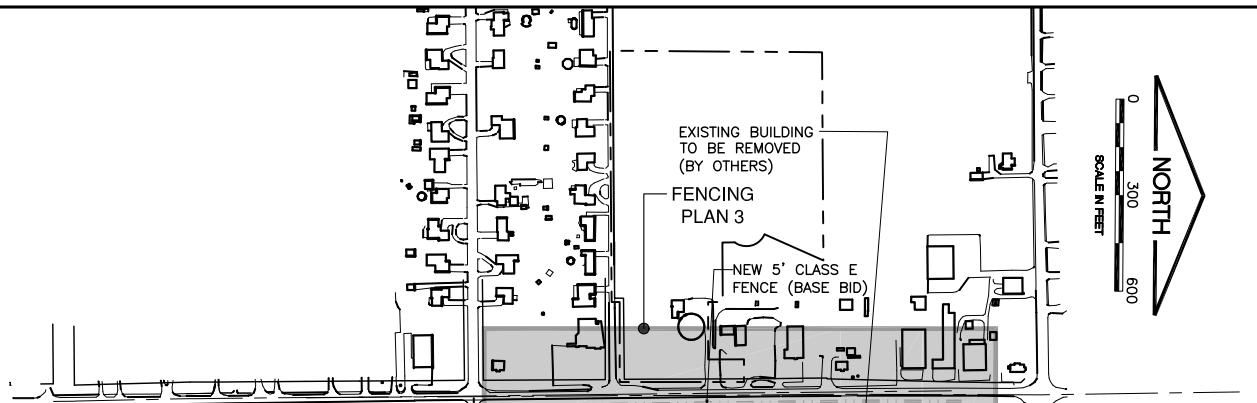 EXISTING BUILDING
TO BE REMOVED
(BY OTHERS)
FENCING
PLAN 3
NEW 5' CLASS E
FENCE (BASE BID)
NORTH
0
300
600
SCALE IN FEET